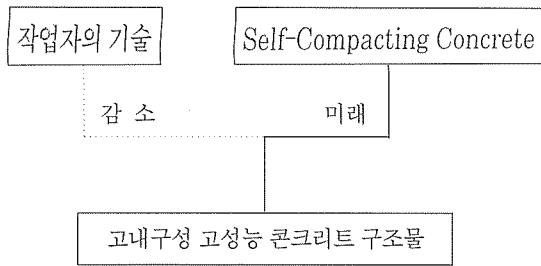 작업자의 기술
Self-Compacting Concrete
감 소
미래
고내구성 고성능 콘크리트 구조물